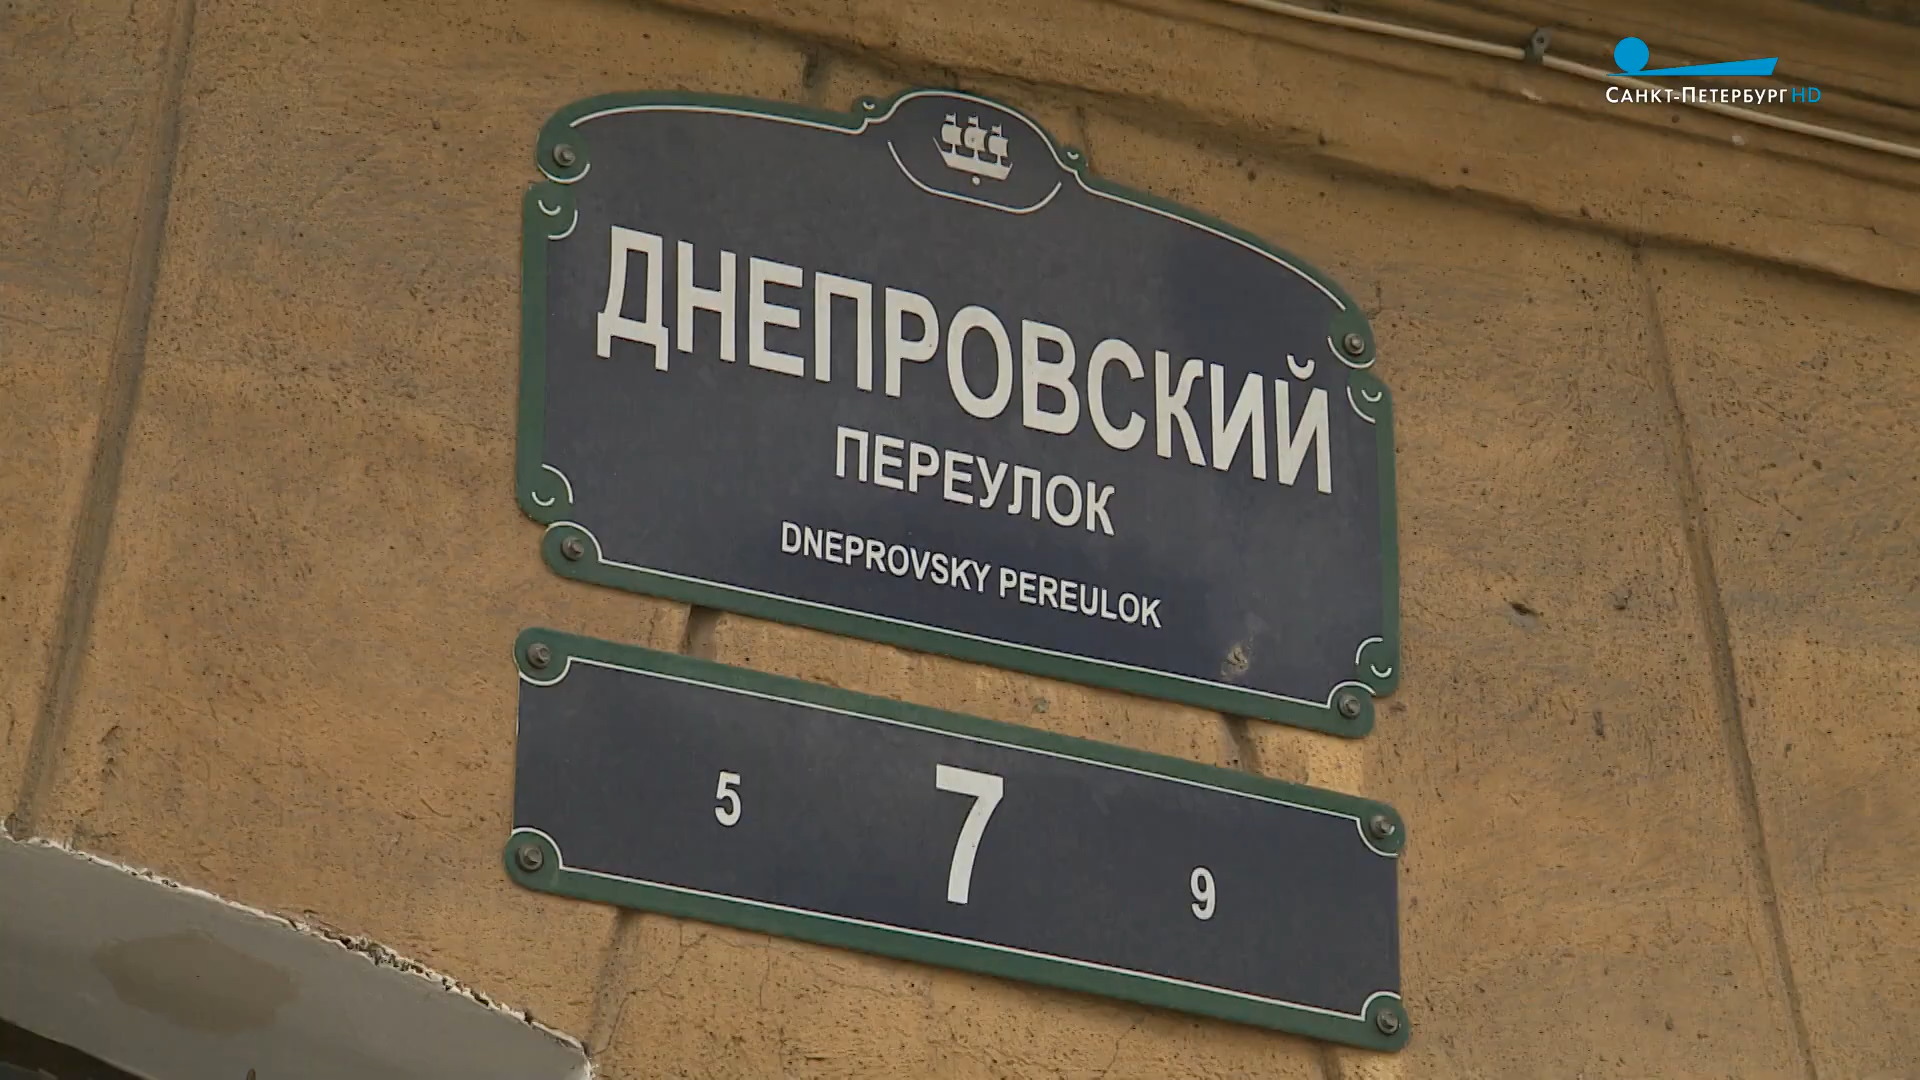 САНКТ-ПЕТЕРБУРГ HD
ДНЕПРОВСКИЙ
ПЕРЕУЛОК
DNEPROVSKY PEREULOK
5 7 9